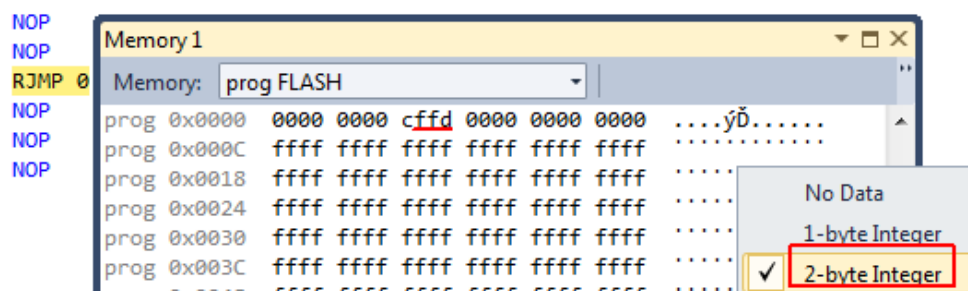 NOP
NOP
RJMP 0
NOP
NOP
NOP
Memory 1
Memory: prog FLASH
prog 0x0000 0000 0000 cffd 0000 0000 0000 ....ýĎ......
prog 0x000C ffff ffff ffff ffff ffff ffff ............
prog 0x0018 ffff ffff ffff ffff ffff ffff .....
prog 0x0024 ffff ffff ffff ffff ffff ffff .....
prog 0x0030 ffff ffff ffff ffff ffff ffff .....
prog 0x003C ffff ffff ffff ffff ffff ffff .....
No Data
1-byte Integer
2-byte Integer